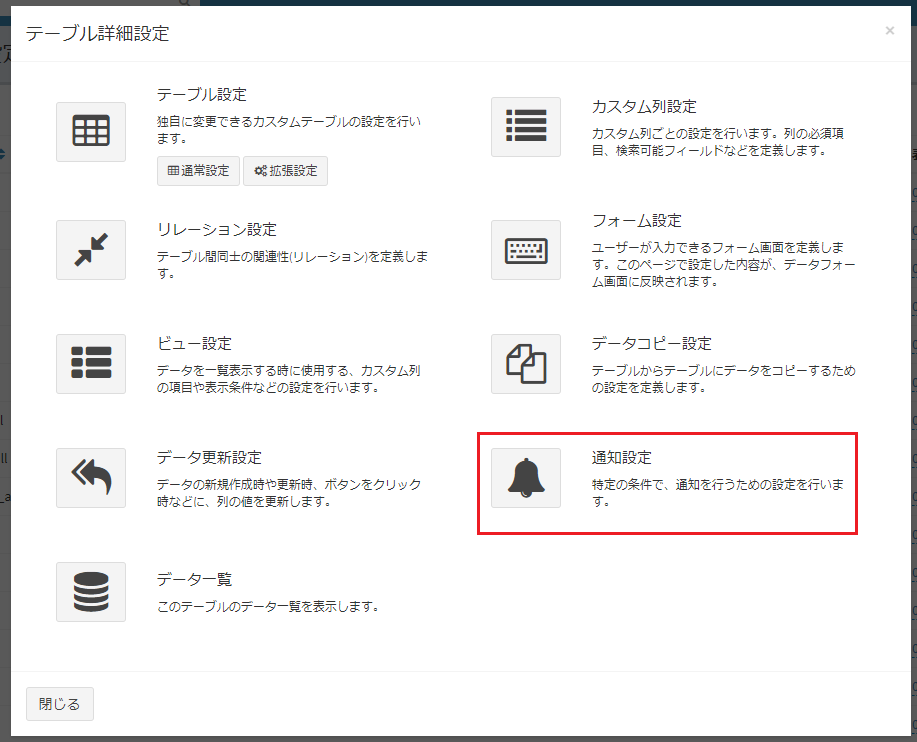 テーブル詳細設定
×
テーブル設定
独自に変更できるカスタムテーブルの設定を行い
ます。
通常設定
拡張設定
カスタム列設定
カスタム列ごとの設定を行います。列の必須項
目、検索可能フィールドなどを定義します。
リレーション設定
テーブル間同士の関連性(リレーション)を定義しま
す。
フォーム設定
ユーザーが入力できるフォーム画面を定義しま
す。このページで設定した内容が、データフォー
ム画面に反映されます。
ビュー設定
データを一覧表示する時に使用する、カスタム列
の項目や表示条件などの設定を行います。
データコピー設定
テーブルからテーブルにデータをコピーするため
の設定を定義します。
データ更新設定
データの新規作成時や更新時、ボタンをクリック
時などに、列の値を更新します。
通知設定
特定の条件で、通知を行うための設定を行いま
す。
データ一覧
このテーブルのデータ一覧を表示します。
閉じる